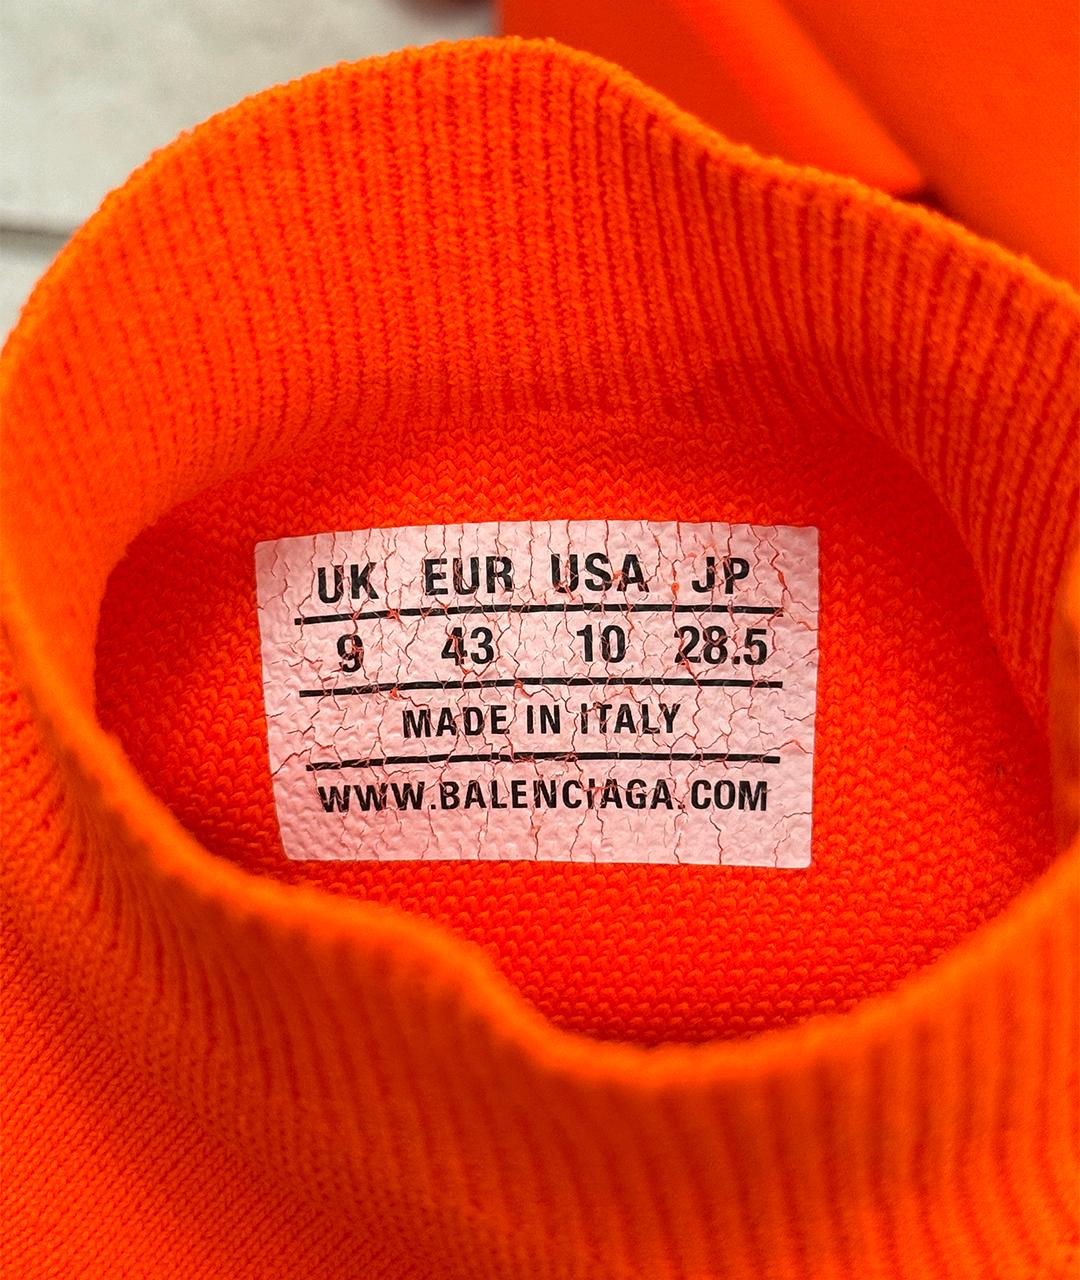 UK EUR USA JP
9 43 10 28.5
MADE IN ITALY
WWW.BALENCIAGA.COM